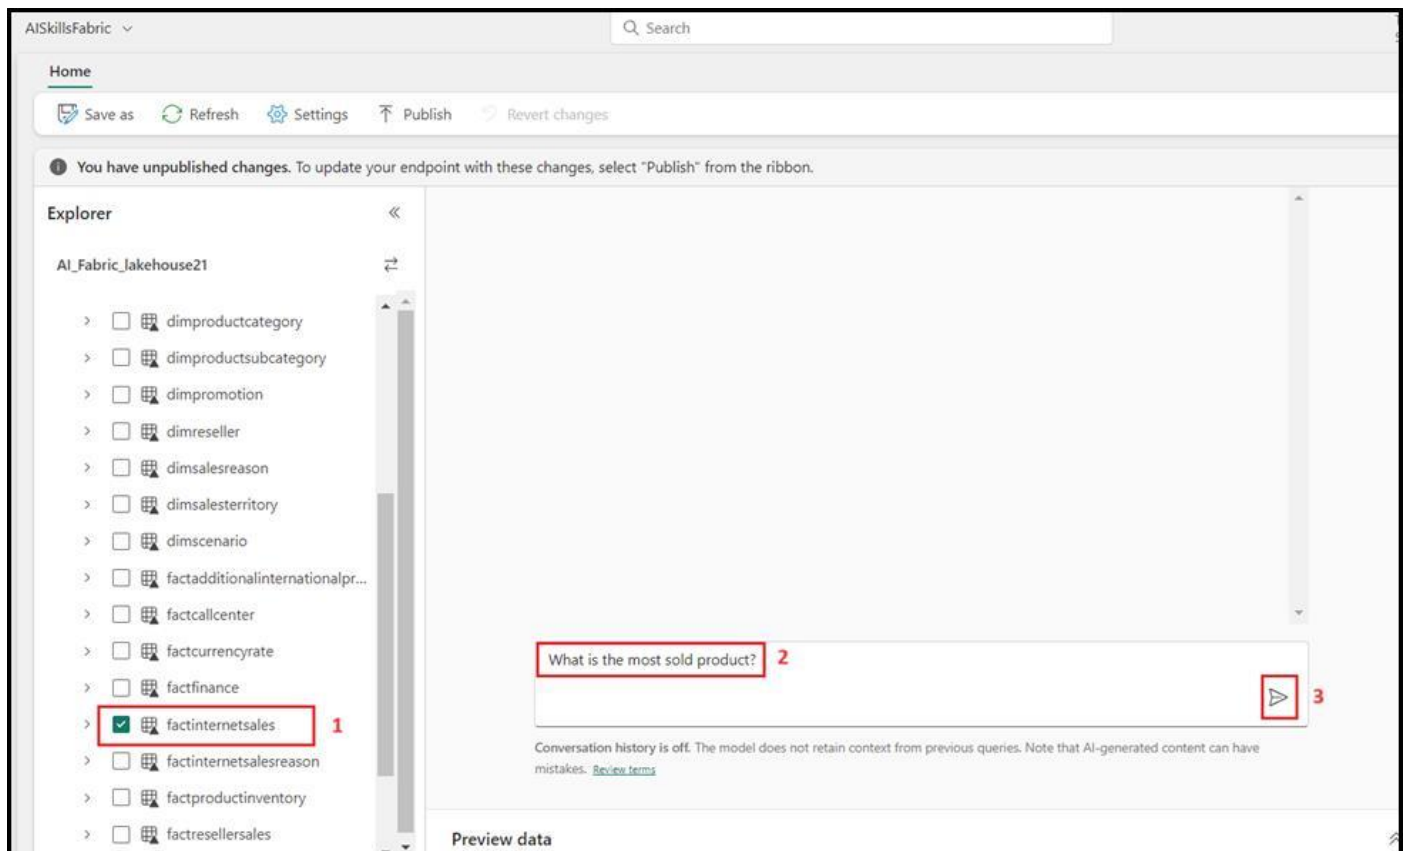 AISkillsFabric
Search
Home
Save as
Refresh
Settings
Publish
Revert changes
You have unpublished changes. To update your endpoint with these changes, select "Publish" from the ribbon.
Explorer
AI_Fabric_lakehouse21
dimproductcategory
dimproductsubcategory
dimpromotion
dimreseller
dimsalesreason
dimsalesterritory
dimscenario
factadditionalinternationalpr...
factcallcenter
factcurrencyrate
factfinance
factinternetsales 1
factinternetsalesreason
factproductinventory
factresellersales
What is the most sold product? 2
3
Conversation history is off. The model does not retain context from previous queries. Note that AI-generated content can have
mistakes. Review terms
Preview data